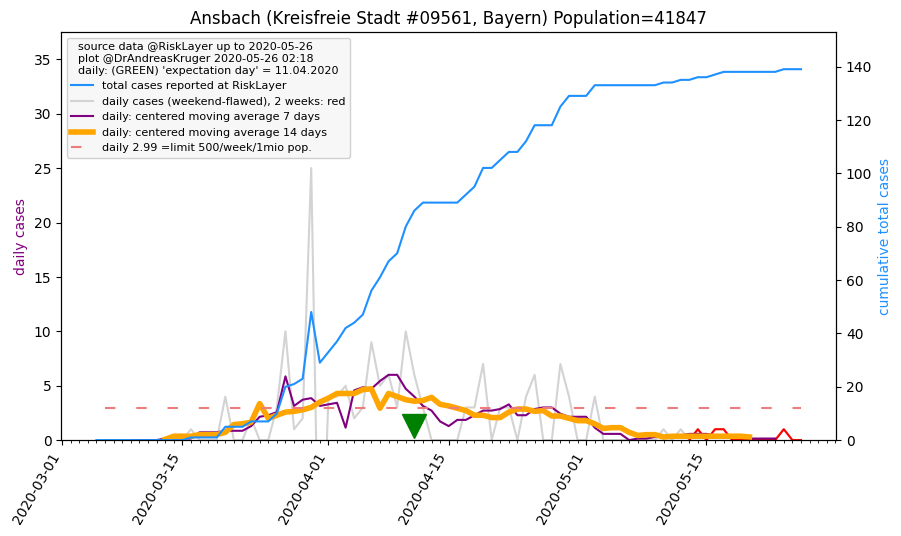 Ansbach (Kreisfreie Stadt #09561, Bayern) Population=41847
source data @RiskLayer up to 2020-05-26
plot @DrAndreasKruger 2020-05-26 02:18
daily: (GREEN) 'expectation day' = 11.04.2020
total cases reported at RiskLayer
daily cases (weekend-flawed), 2 weeks: red
daily: centered moving average 7 days
daily: centered moving average 14 days
daily 2.99 =limit 500/week/1mio pop.
daily cases
35
30
25
20
15
10
5
0
cumulative total cases
140
120
100
80
60
40
20
0
2020-03-01
2020-03-15
2020-04-01
2020-04-15
2020-05-01
2020-05-15